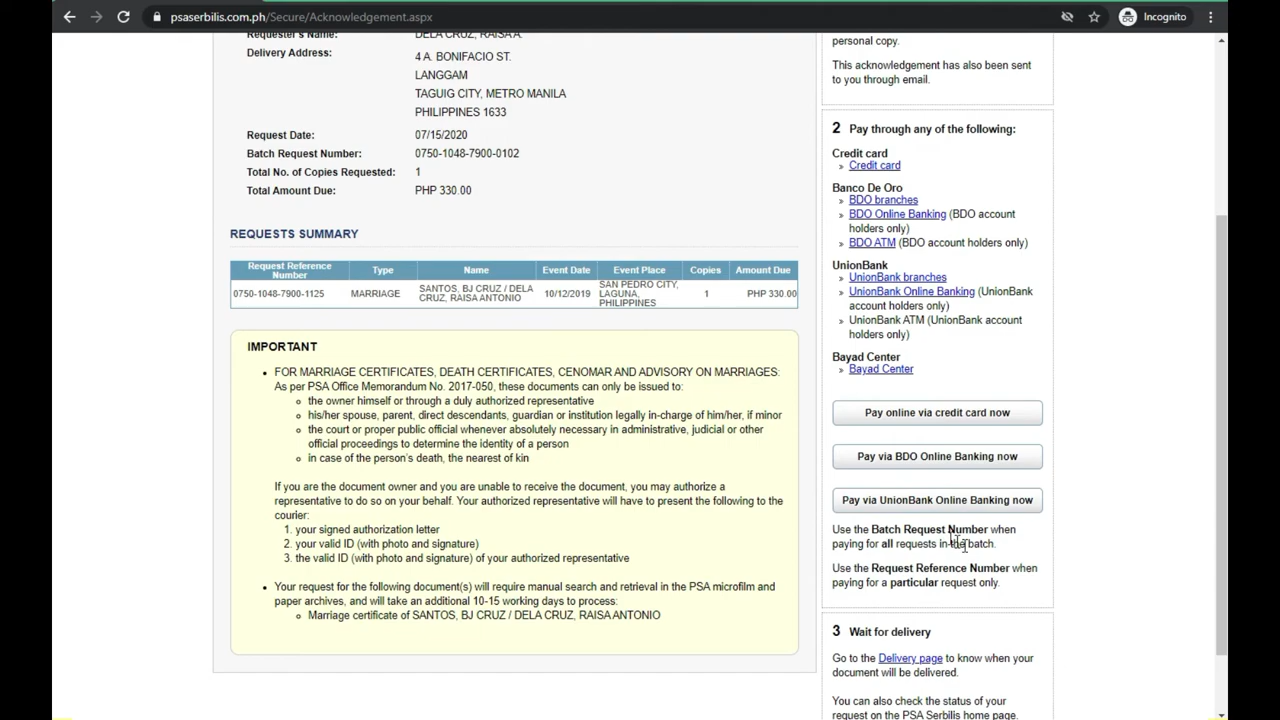 psaserbilis.com.ph/Secure/Acknowledgement.aspx
Incognito
Requester's Name: DELA CRUZ, RAISA A.
Delivery Address: 4 A. BONIFACIO ST.
LANGGAM
TAGUIG CITY, METRO MANILA
PHILIPPINES 1633
Request Date: 07/15/2020
Batch Request Number: 0750-1048-7900-0102
Total No. of Copies Requested: 1
Total Amount Due: PHP 330.00
REQUESTS SUMMARY
Request Reference Number Type Name Event Date Event Place Copies Amount Due
0750-1048-7900-1125 MARRIAGE SANTOS, BJ CRUZ / DELA CRUZ, RAISA ANTONIO 10/12/2019 SAN PEDRO CITY, LAGUNA, PHILIPPINES 1 PHP 330.00
IMPORTANT
• FOR MARRIAGE CERTIFICATES, DEATH CERTIFICATES, CENOMAR AND ADVISORY ON MARRIAGES:
As per PSA Office Memorandum No. 2017-050, these documents can only be issued to:
the owner himself or through a duly authorized representative
his/her spouse, parent, direct descendants, guardian or institution legally in-charge of him/her, if minor
the court or proper public official whenever absolutely necessary in administrative, judicial or other
official proceedings to determine the identity of a person
in case of the person's death, the nearest of kin
If you are the document owner and you are unable to receive the document, you may authorize a
representative to do so on your behalf. Your authorized representative will have to present the following to the
courier:
1. your signed authorization letter
2. your valid ID (with photo and signature)
3. the valid ID (with photo and signature) of your authorized representative
• Your request for the following document(s) will require manual search and retrieval in the PSA microfilm and
paper archives, and will take an additional 10-15 working days to process:
Marriage certificate of SANTOS, BJ CRUZ / DELA CRUZ, RAISA ANTONIO
personal copy.
This acknowledgement has also been sent
to you through email.
2 Pay through any of the following:
Credit card
» Credit card
Banco De Oro
» BDO branches
» BDO Online Banking (BDO account
holders only)
» BDO ATM (BDO account holders only)
UnionBank
» UnionBank branches
» UnionBank Online Banking (UnionBank
account holders only)
» UnionBank ATM (UnionBank account
holders only)
Bayad Center
» Bayad Center
Pay online via credit card now
Pay via BDO Online Banking now
Pay via UnionBank Online Banking now
Use the Batch Request Number when
paying for all requests in the batch.
Use the Request Reference Number when
paying for a particular request only.
3 Wait for delivery
Go to the Delivery page to know when your
document will be delivered.
You can also check the status of your
request on the PSA Serbilis home page.